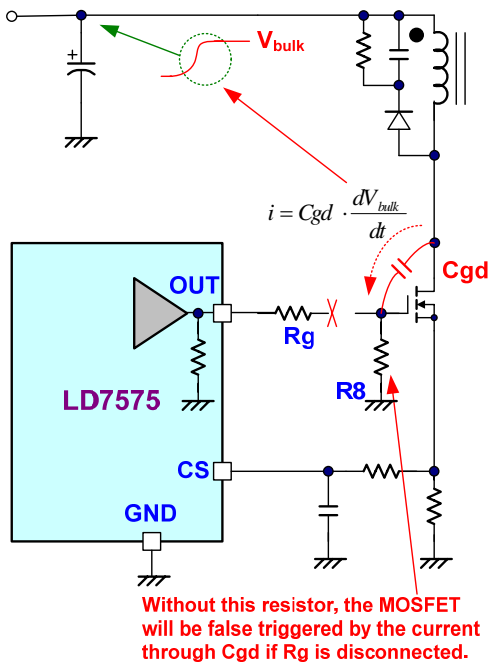 +
Vbulk
i = Cgd · dVbulk / dt
Cgd
OUT
Rg
R8
LD7575
CS
GND
Without this resistor, the MOSFET
will be false triggered by the current
through Cgd if Rg is disconnected.